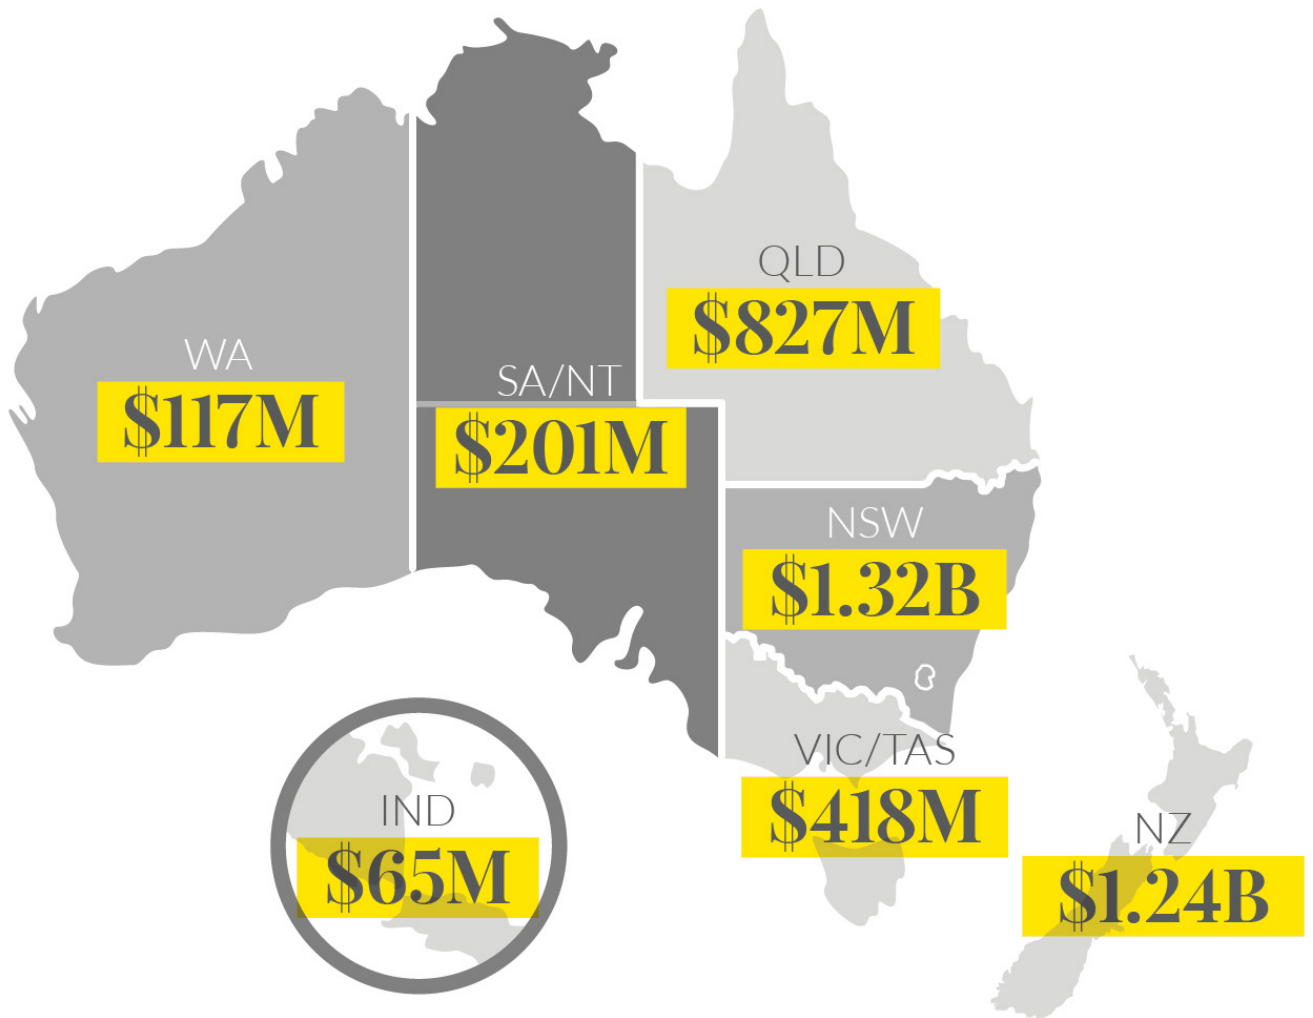 QLD
$827M
WA
$117M
SA/NT
$201M
NSW
$1.32B
VIC/TAS
$418M
IND
$65M
NZ
$1.24B